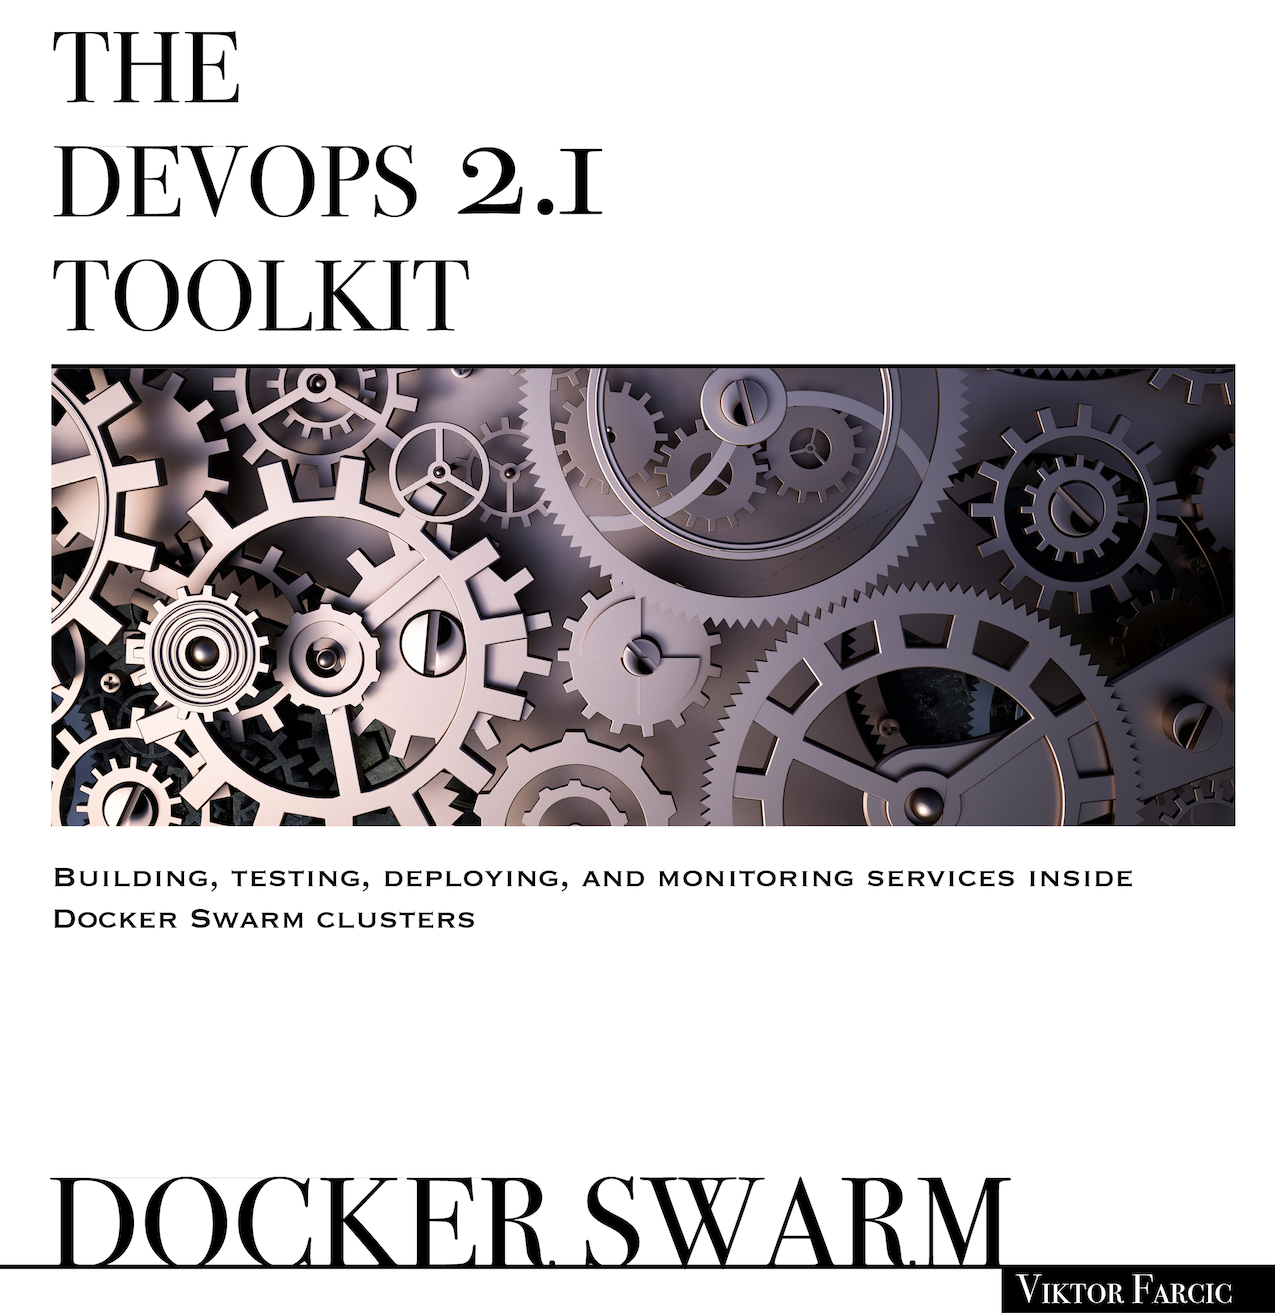 THE
DEVOPS 2.1
TOOLKIT
Building, testing, deploying, and monitoring services inside
Docker Swarm clusters
DOCKER SWARM
Viktor Farcic